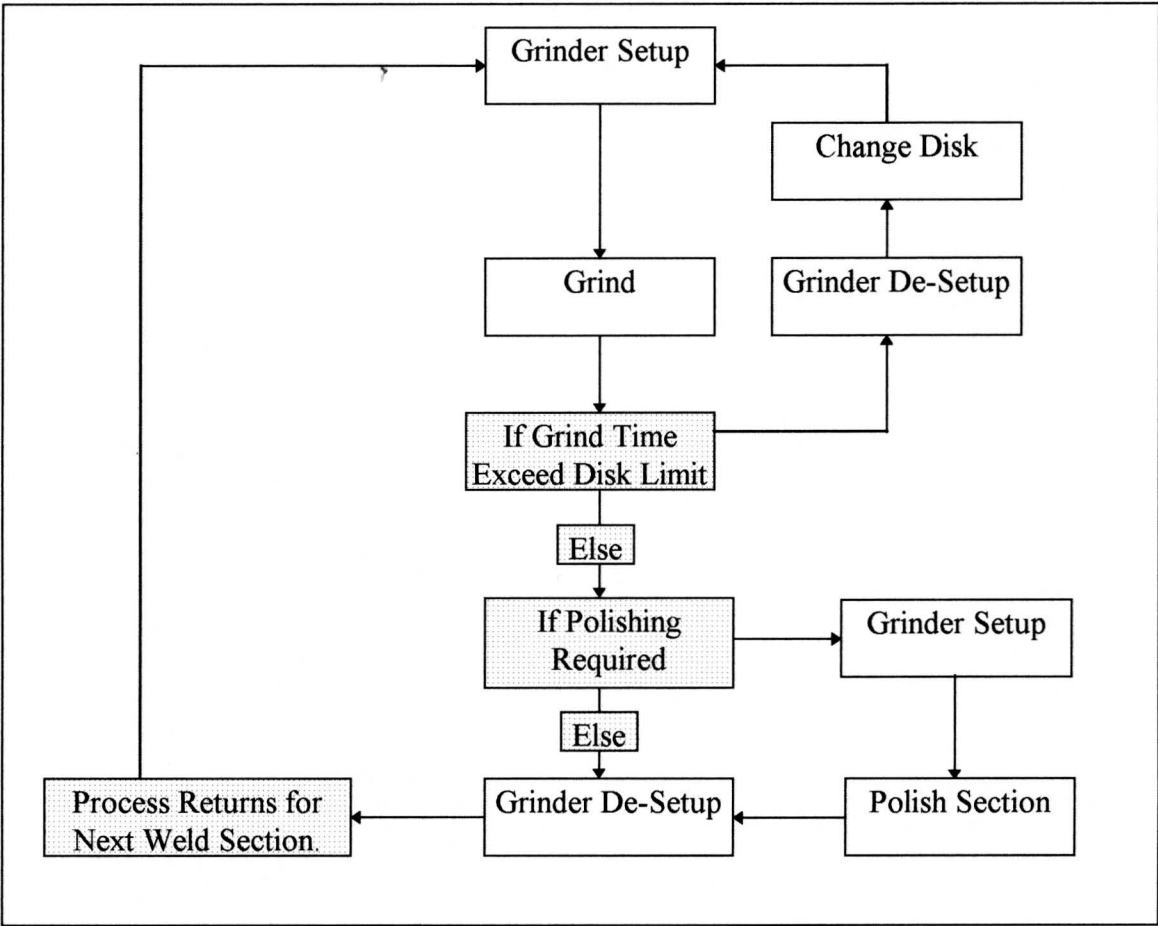 Grinder Setup
Change Disk
Grind
Grinder De-Setup
If Grind Time
Exceed Disk Limit
Else
If Polishing
Required
Grinder Setup
Else
Process Returns for
Next Weld Section.
Grinder De-Setup
Polish Section